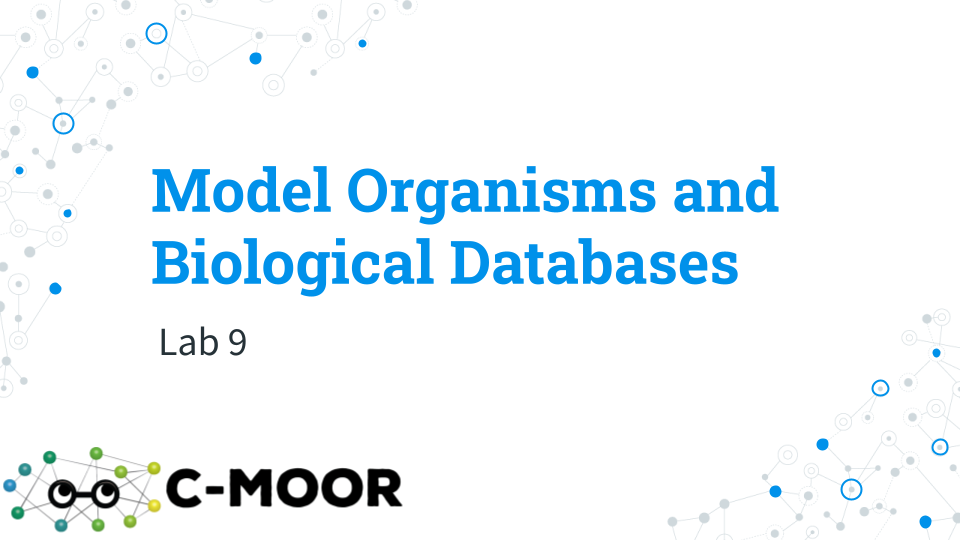 Model Organisms and
Biological Databases
Lab 9
C-MOOR